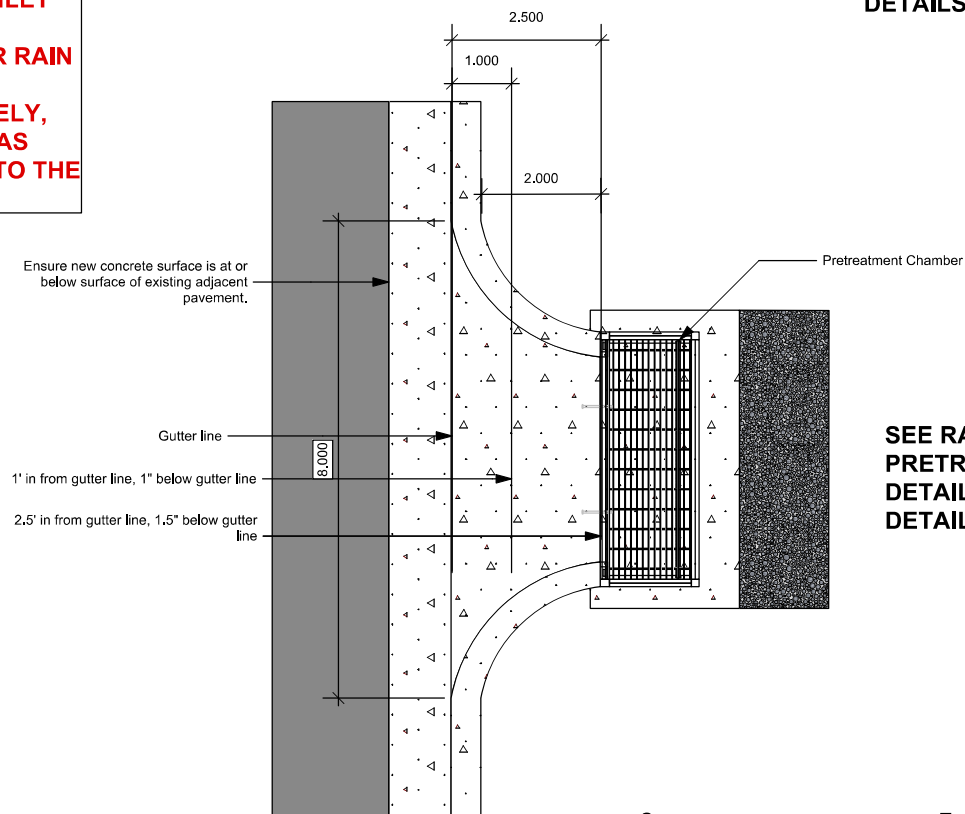 LET
R RAIN
ELY,
AS
TO THE
DETAILS
2.500
1.000
2.000
Ensure new concrete surface is at or
below surface of existing adjacent
pavement.
Pretreatment Chamber
Gutter line
8.000
1' in from gutter line, 1" below gutter line
2.5' in from gutter line, 1.5" below gutter
line
SEE RA
PRETR
DETAIL
DETAIL